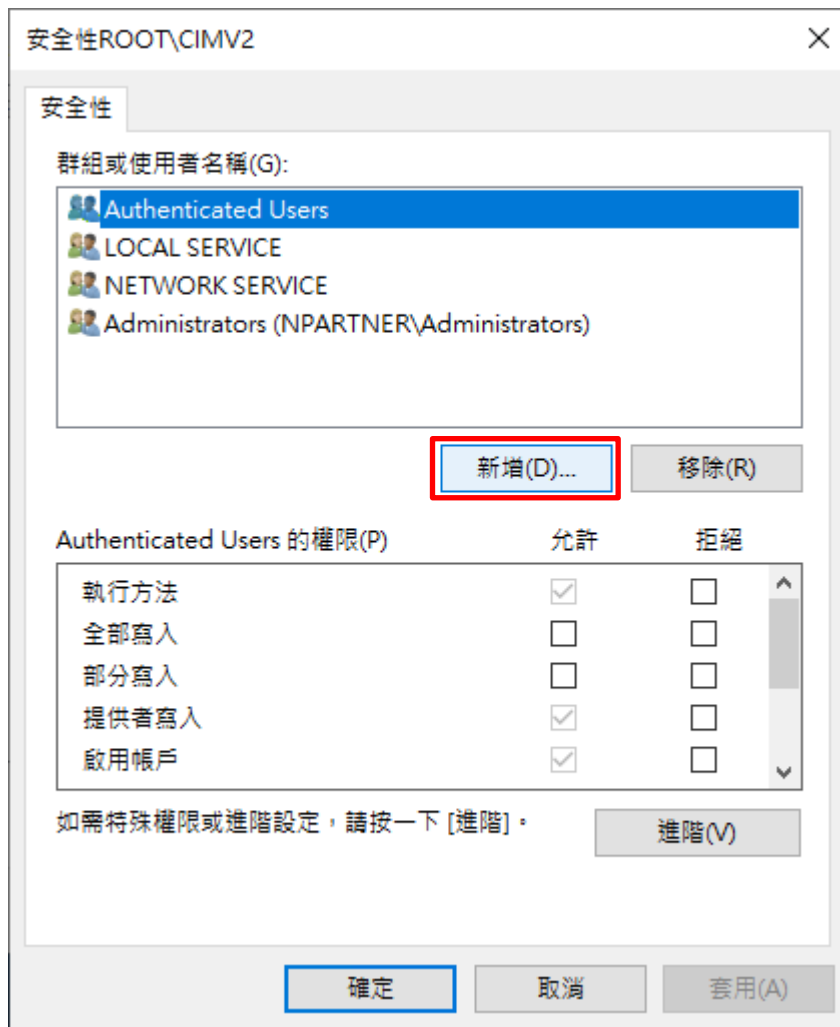 安全性ROOT\CIMV2
安全性
群組或使用者名稱(G):
Authenticated Users
LOCAL SERVICE
NETWORK SERVICE
Administrators (NPARTNER\Administrators)
新增(D)... 移除(R)
Authenticated Users 的權限(P) 允許 拒絕
執行方法
全部寫入
部分寫入
提供者寫入
啟用帳戶
如需特殊權限或進階設定，請按一下 [進階]。 進階(V)
確定 取消 套用(A)